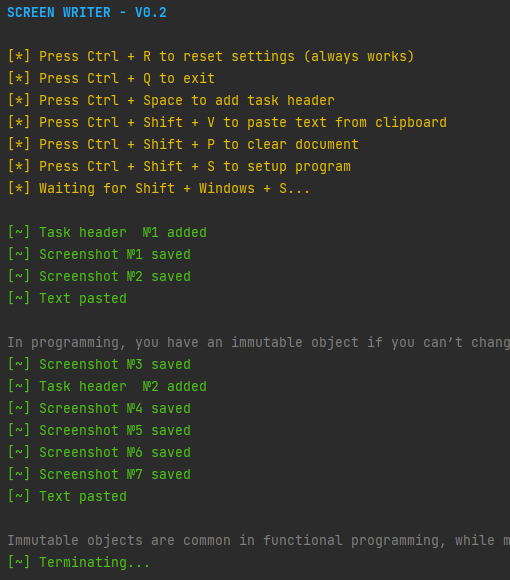 SCREEN WRITER - V0.2
[*] Press Ctrl + R to reset settings (always works)
[*] Press Ctrl + Q to exit
[*] Press Ctrl + Space to add task header
[*] Press Ctrl + Shift + V to paste text from clipboard
[*] Press Ctrl + Shift + P to clear document
[*] Press Ctrl + Shift + S to setup program
[*] Waiting for Shift + Windows + S...
[~] Task header  №1 added
[~] Screenshot №1 saved
[~] Screenshot №2 saved
[~] Text pasted
In programming, you have an immutable object if you can’t chang
[~] Screenshot №3 saved
[~] Task header  №2 added
[~] Screenshot №4 saved
[~] Screenshot №5 saved
[~] Screenshot №6 saved
[~] Screenshot №7 saved
[~] Text pasted
Immutable objects are common in functional programming, while m
[~] Terminating...